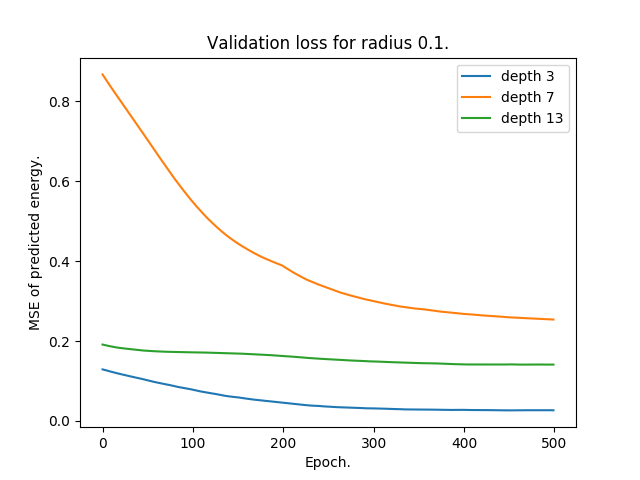 Validation loss for radius 0.1.
depth 3
depth 7
depth 13
MSE of predicted energy.
0.8
0.6
0.4
0.2
0.0
0 100 200 300 400 500
Epoch.